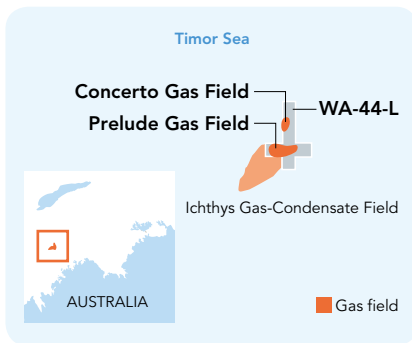 Timor Sea
Concerto Gas Field
WA-44-L
Prelude Gas Field
Ichthys Gas-Condensate Field
AUSTRALIA
Gas field